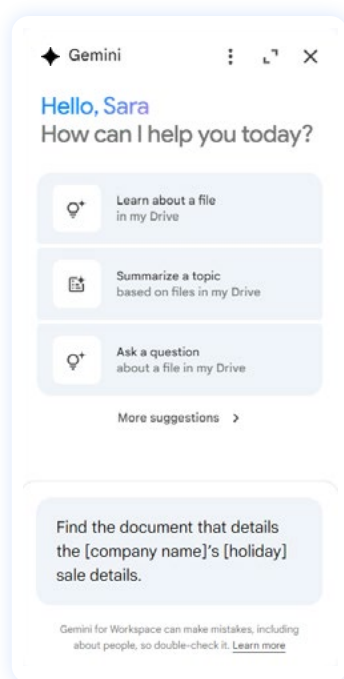 Gemini
Hello, Sara
How can I help you today?
Learn about a file
in my Drive
Summarize a topic
based on files in my Drive
Ask a question
about a file in my Drive
More suggestions
Find the document that details
the [company name]'s [holiday]
sale details.
Gemini for Workspace can make mistakes, including
about people, so double-check it. Learn more